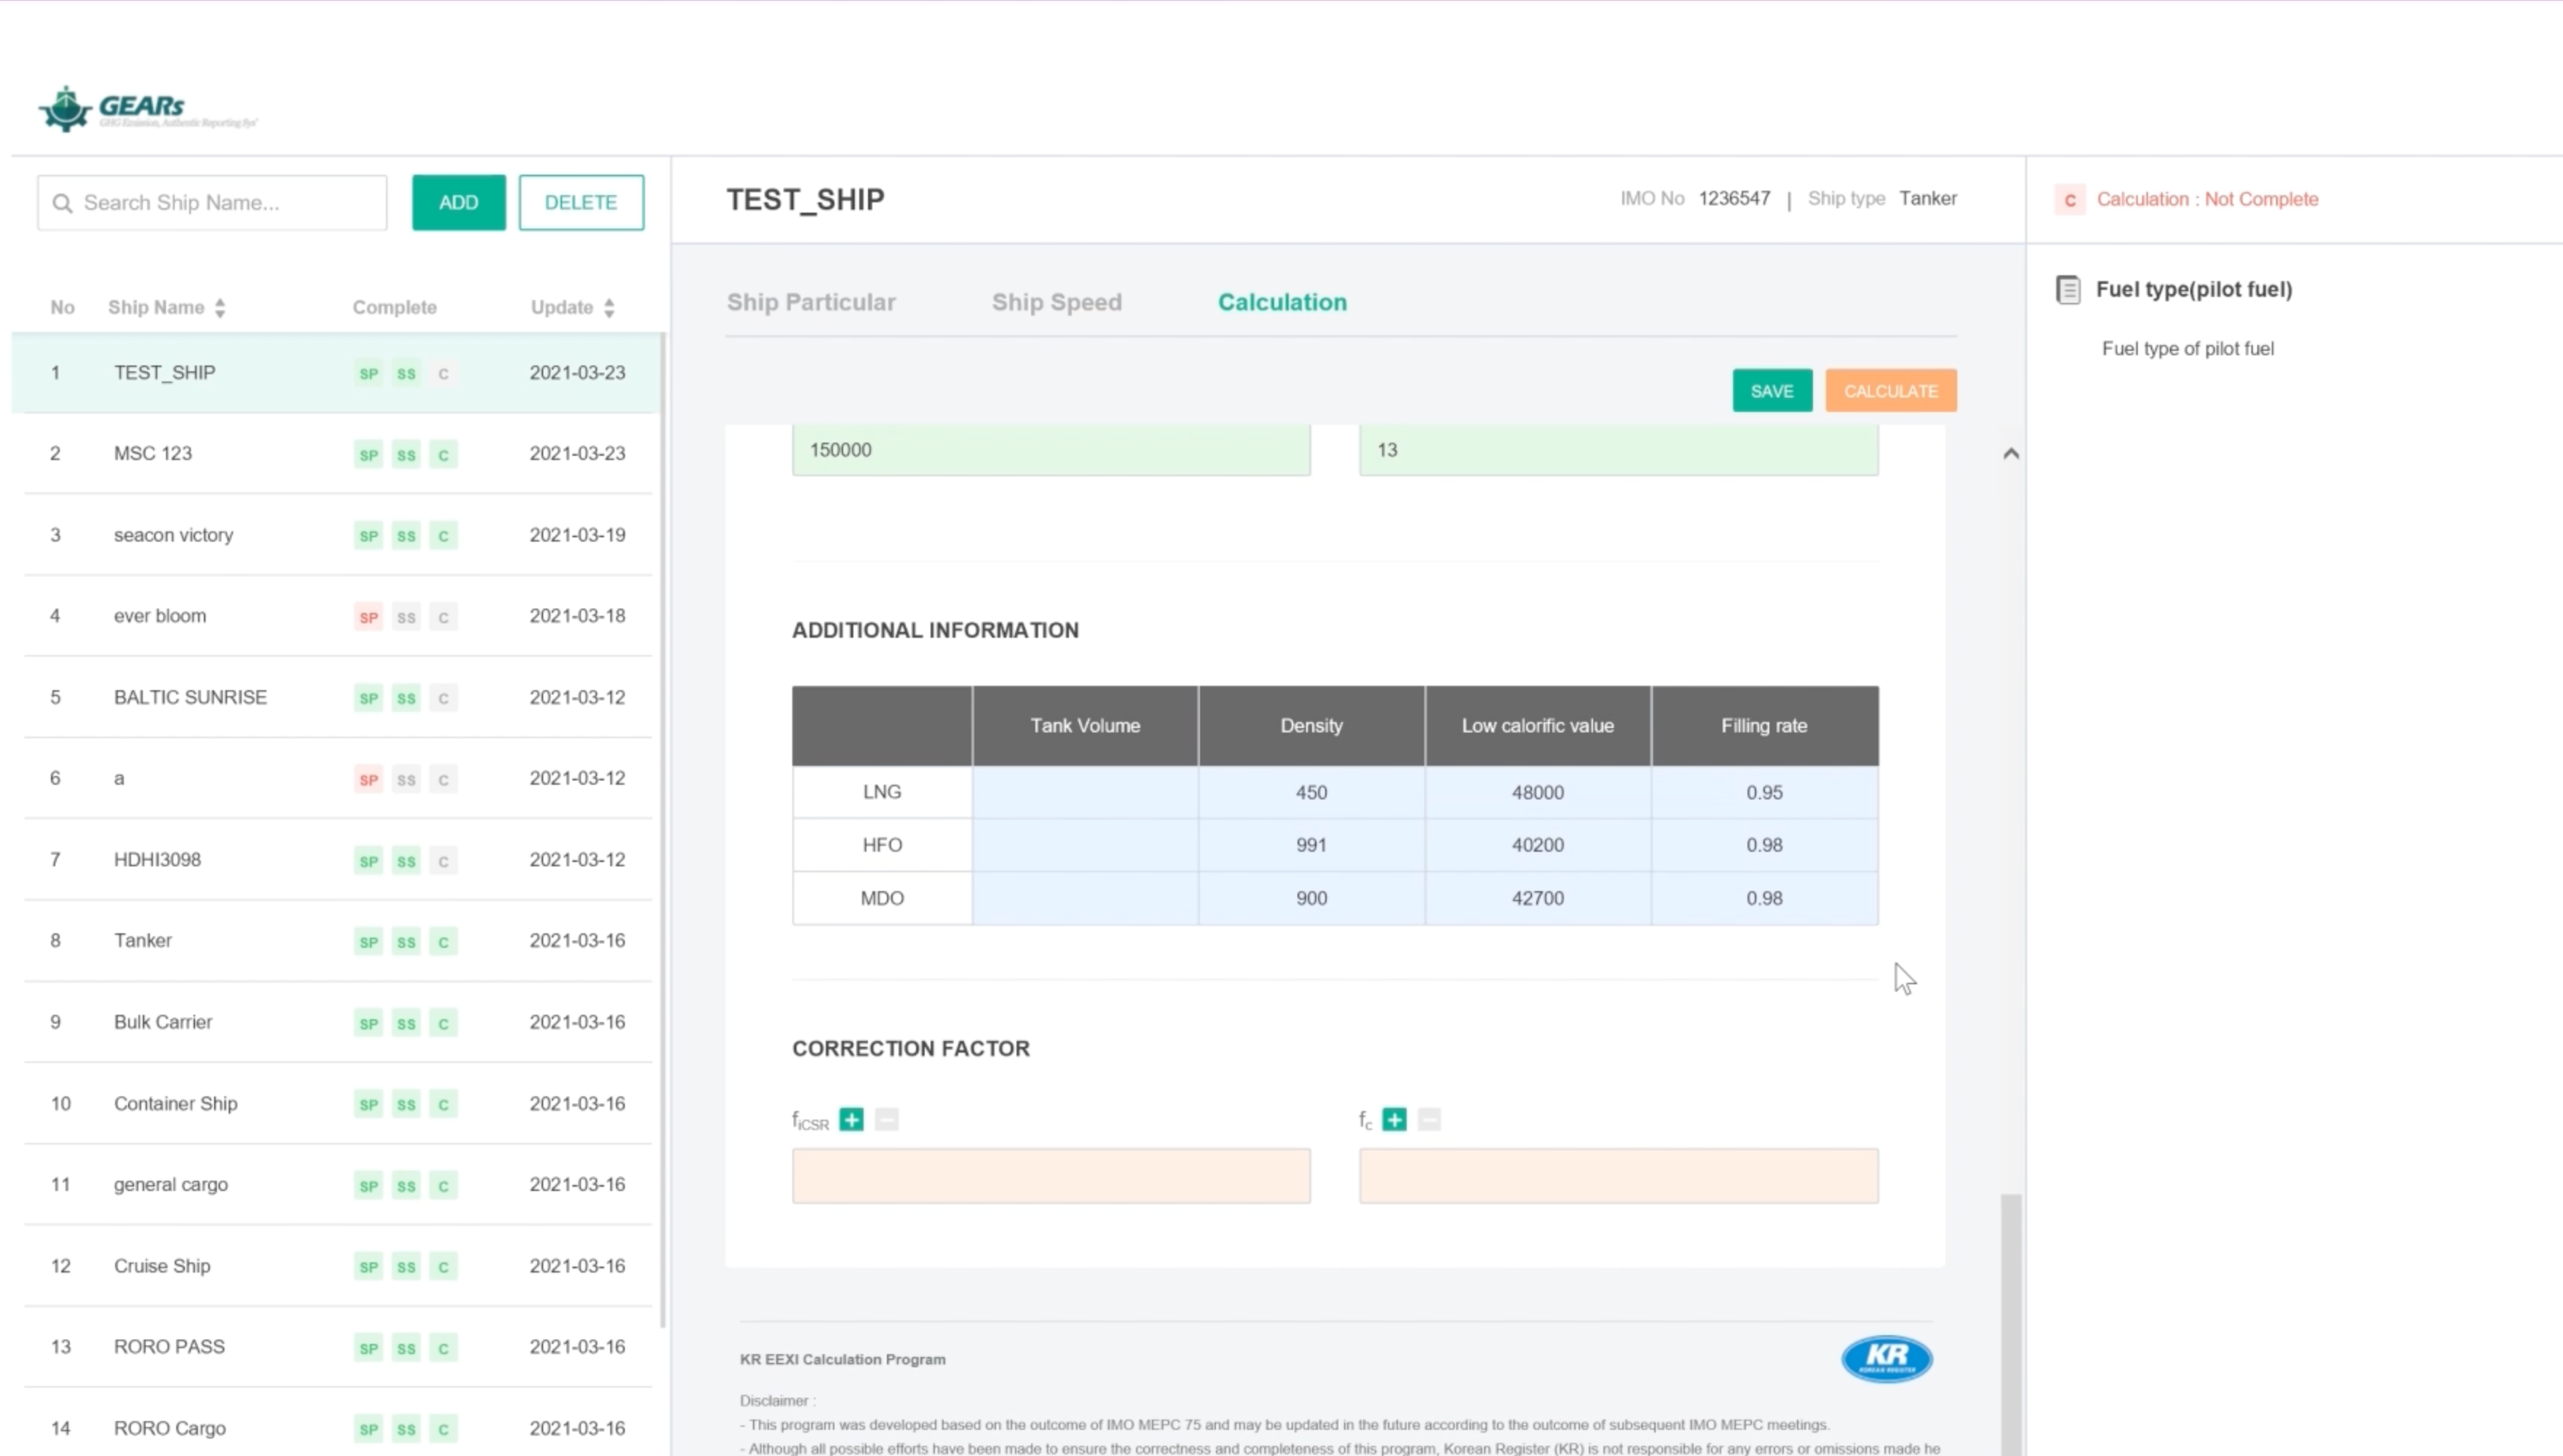 GEARs
GHG Emission, Authentic Reporting Sys'
Search Ship Name...
ADD
DELETE
No Ship Name Complete Update
1 TEST_SHIP SP SS C 2021-03-23
2 MSC 123 SP SS C 2021-03-23
3 seacon victory SP SS C 2021-03-19
4 ever bloom SP SS C 2021-03-18
5 BALTIC SUNRISE SP SS C 2021-03-12
6 a SP SS C 2021-03-12
7 HDHI3098 SP SS C 2021-03-12
8 Tanker SP SS C 2021-03-16
9 Bulk Carrier SP SS C 2021-03-16
10 Container Ship SP SS C 2021-03-16
11 general cargo SP SS C 2021-03-16
12 Cruise Ship SP SS C 2021-03-16
13 RORO PASS SP SS C 2021-03-16
14 RORO Cargo SP SS C 2021-03-16
TEST_SHIP IMO No 1236547 | Ship type Tanker
Ship Particular Ship Speed Calculation
SAVE CALCULATE
150000 13
ADDITIONAL INFORMATION
Tank Volume Density Low calorific value Filling rate
LNG 450 48000 0.95
HFO 991 40200 0.98
MDO 900 42700 0.98
CORRECTION FACTOR
fiCSR + − fc + −
KR EEXI Calculation Program
KR
KOREAN REGISTER
Disclaimer :
- This program was developed based on the outcome of IMO MEPC 75 and may be updated in the future according to the outcome of subsequent IMO MEPC meetings.
- Although all possible efforts have been made to ensure the correctness and completeness of this program, Korean Register (KR) is not responsible for any errors or omissions made he
C Calculation : Not Complete
Fuel type(pilot fuel)
Fuel type of pilot fuel